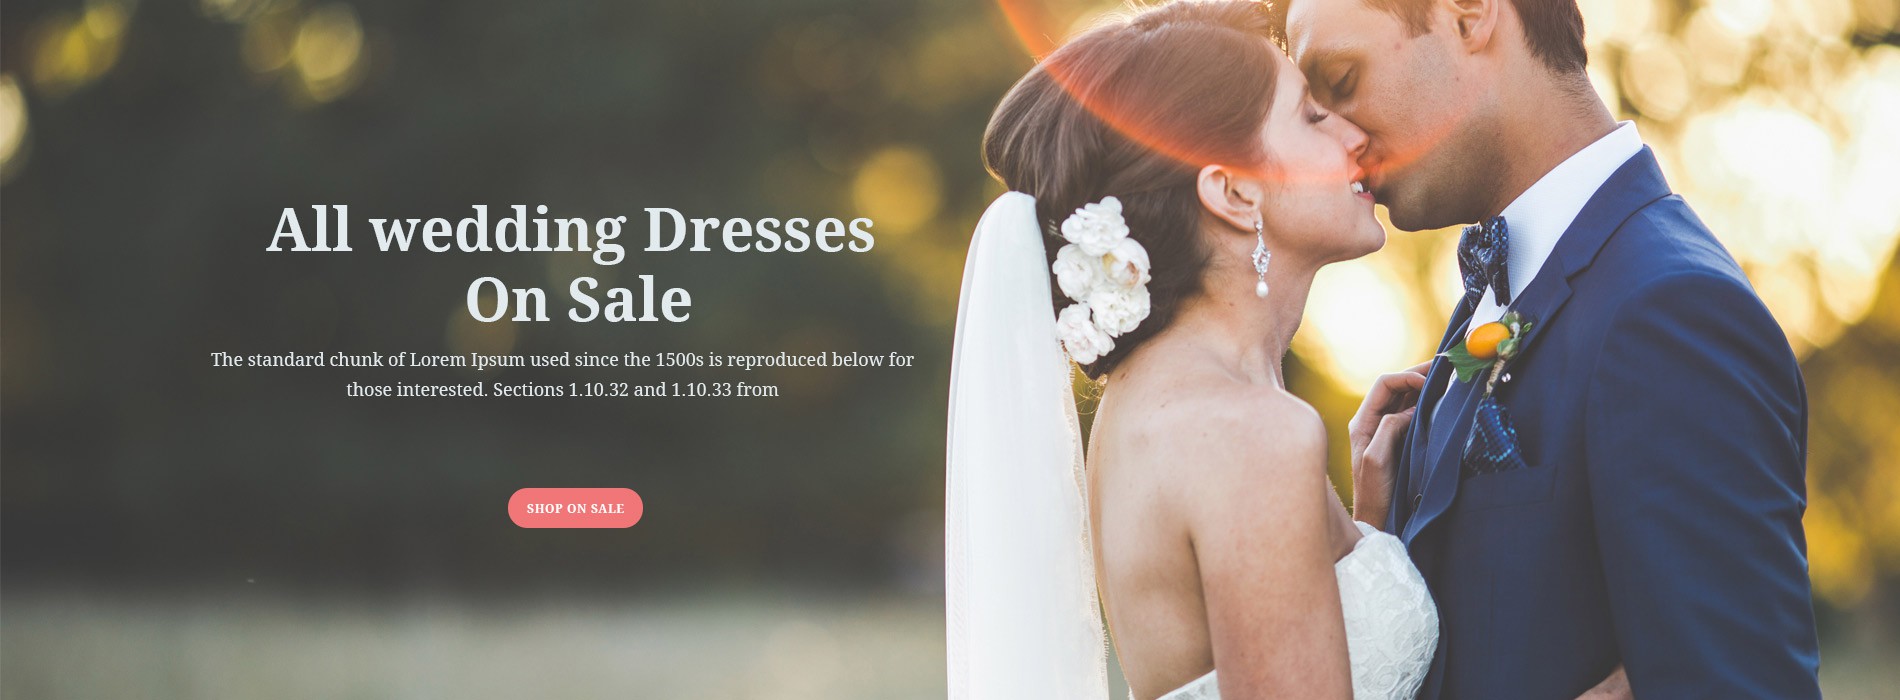 All wedding Dresses
On Sale
The standard chunk of Lorem Ipsum used since the 1500s is reproduced below for
those interested. Sections 1.10.32 and 1.10.33 from
SHOP ON SALE